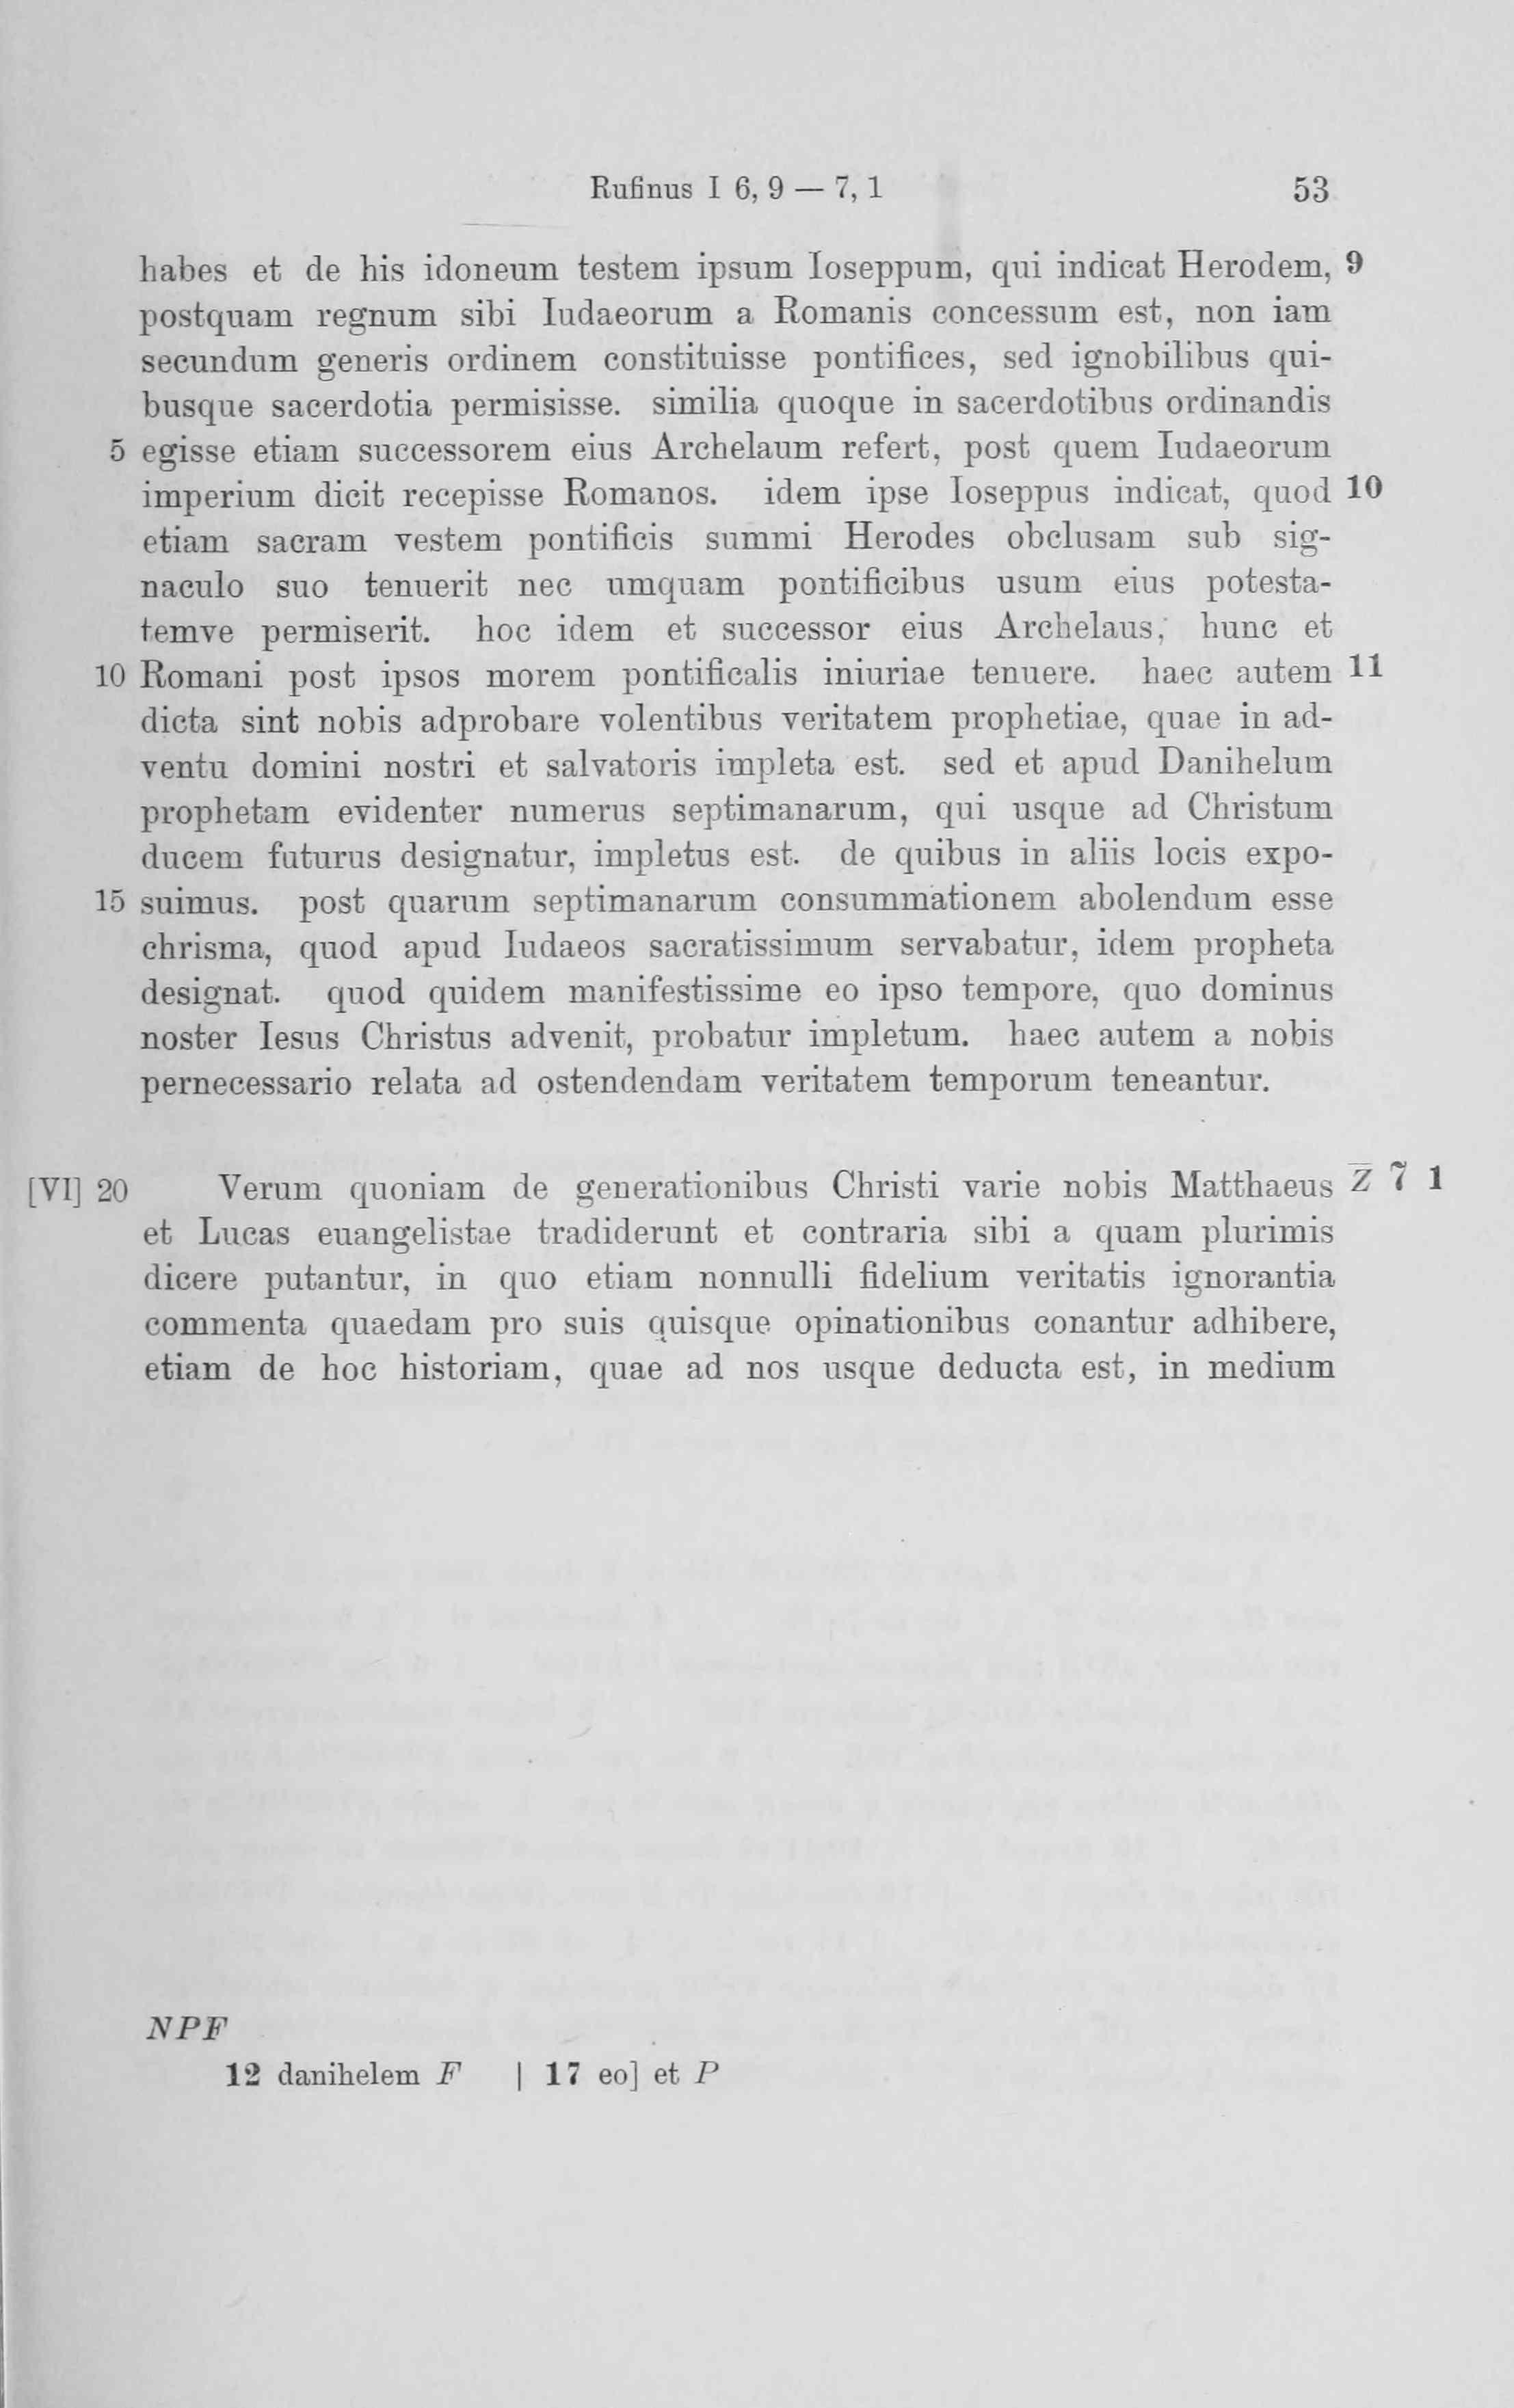 Rufinus I 6, 9 — 7, 1 53
habes et de his idoneum testem ipsum Ioseppum, qui indicat Herodem, 9
postquam regnum sibi Iudaeorum a Romanis concessum est, non iam
secundum generis ordinem constituisse pontifices, sed ignobilibus qui-
busque sacerdotia permisisse. similia quoque in sacerdotibus ordinandis
5 egisse etiam successorem eius Archelaum refert, post quem Iudaeorum
imperium dicit recepisse Romanos. idem ipse Ioseppus indicat, quod 10
etiam sacram vestem pontificis summi Herodes obclusam sub sig-
naculo suo tenuerit nec umquam pontificibus usum eius potesta-
temve permiserit. hoc idem et successor eius Archelaus, hunc et
10 Romani post ipsos morem pontificalis iniuriae tenuere. haec autem 11
dicta sint nobis adprobare volentibus veritatem prophetiae, quae in ad-
ventu domini nostri et salvatoris impleta est. sed et apud Danihelum
prophetam evidenter numerus septimanarum, qui usque ad Christum
ducem futurus designatur, impletus est. de quibus in aliis locis expo-
15 suimus. post quarum septimanarum consummationem abolendum esse
chrisma, quod apud Iudaeos sacratissimum servabatur, idem propheta
designat. quod quidem manifestissime eo ipso tempore, quo dominus
noster Iesus Christus advenit, probatur impletum. haec autem a nobis
pernecessario relata ad ostendendam veritatem temporum teneantur.
[VI] 20 Verum quoniam de generationibus Christi varie nobis Matthaeus Z̅ 7 1
et Lucas euangelistae tradiderunt et contraria sibi a quam plurimis
dicere putantur, in quo etiam nonnulli fidelium veritatis ignorantia
commenta quaedam pro suis quisque opinationibus conantur adhibere,
etiam de hoc historiam, quae ad nos usque deducta est, in medium
NPF
12 danihelem F | 17 eo] et P